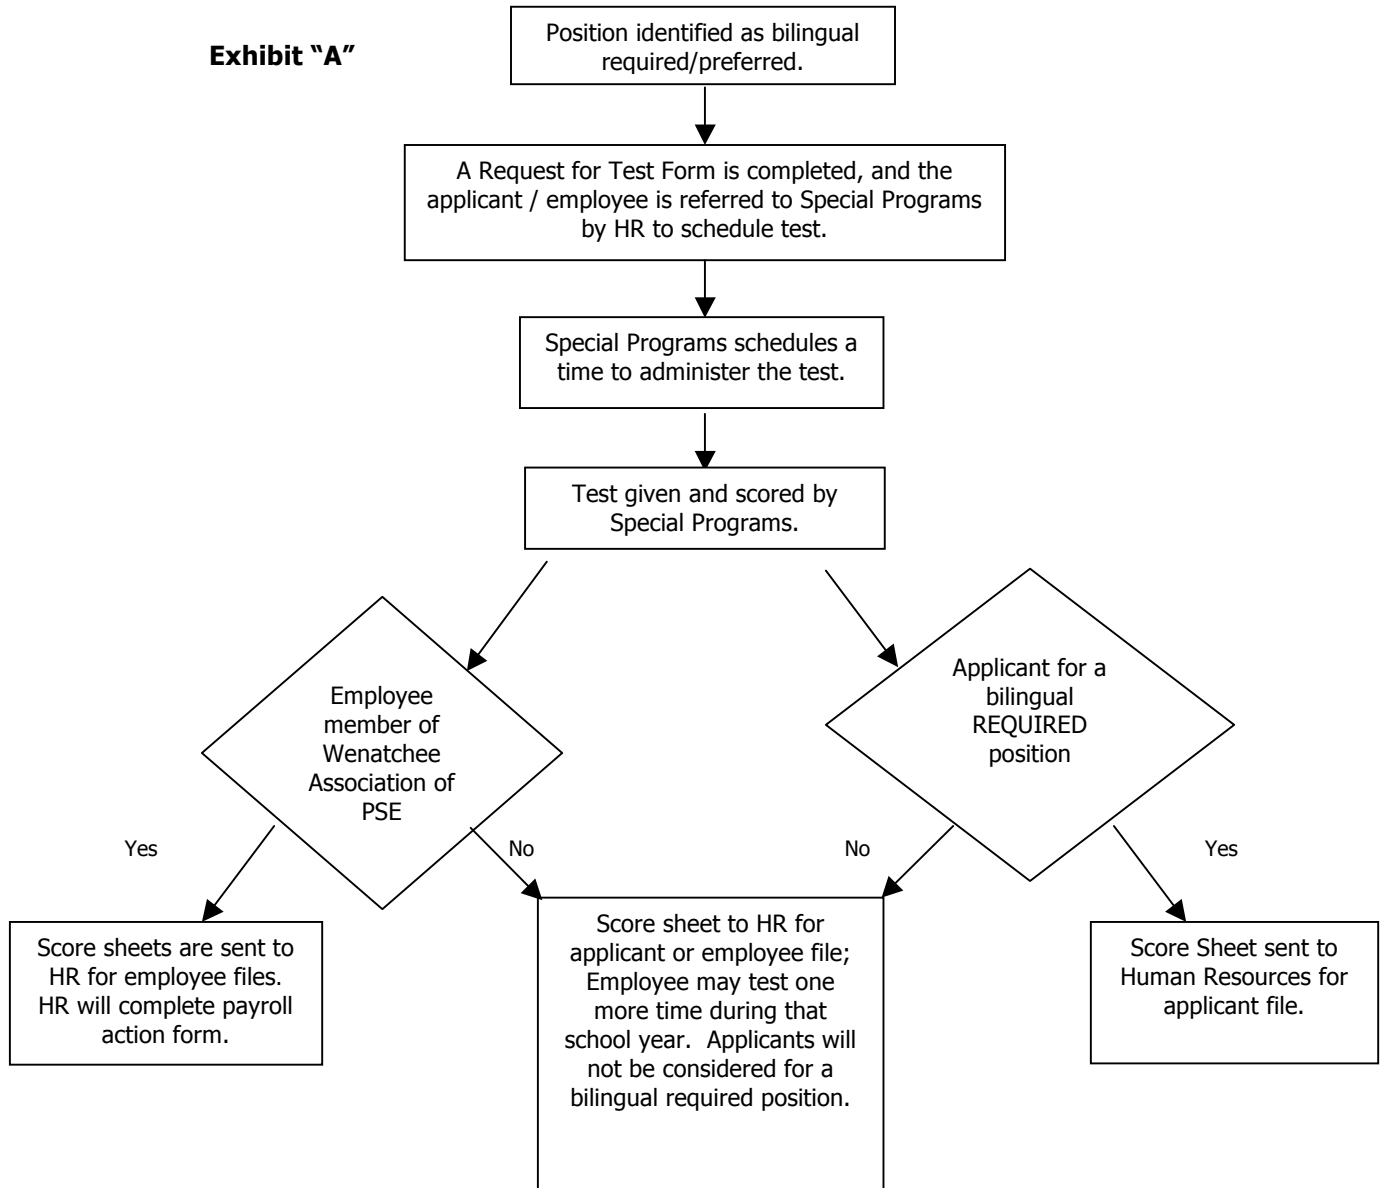 Exhibit “A”
Position identified as bilingual
required/preferred.
A Request for Test Form is completed, and the
applicant / employee is referred to Special Programs
by HR to schedule test.
Special Programs schedules a
time to administer the test.
Test given and scored by
Special Programs.
Employee
member of
Wenatchee
Association of
PSE
Applicant for a
bilingual
REQUIRED
position
Yes
No
No
Yes
Score sheets are sent to
HR for employee files.
HR will complete payroll
action form.
Score sheet to HR for
applicant or employee file;
Employee may test one
more time during that
school year.  Applicants will
not be considered for a
bilingual required position.
Score Sheet sent to
Human Resources for
applicant file.